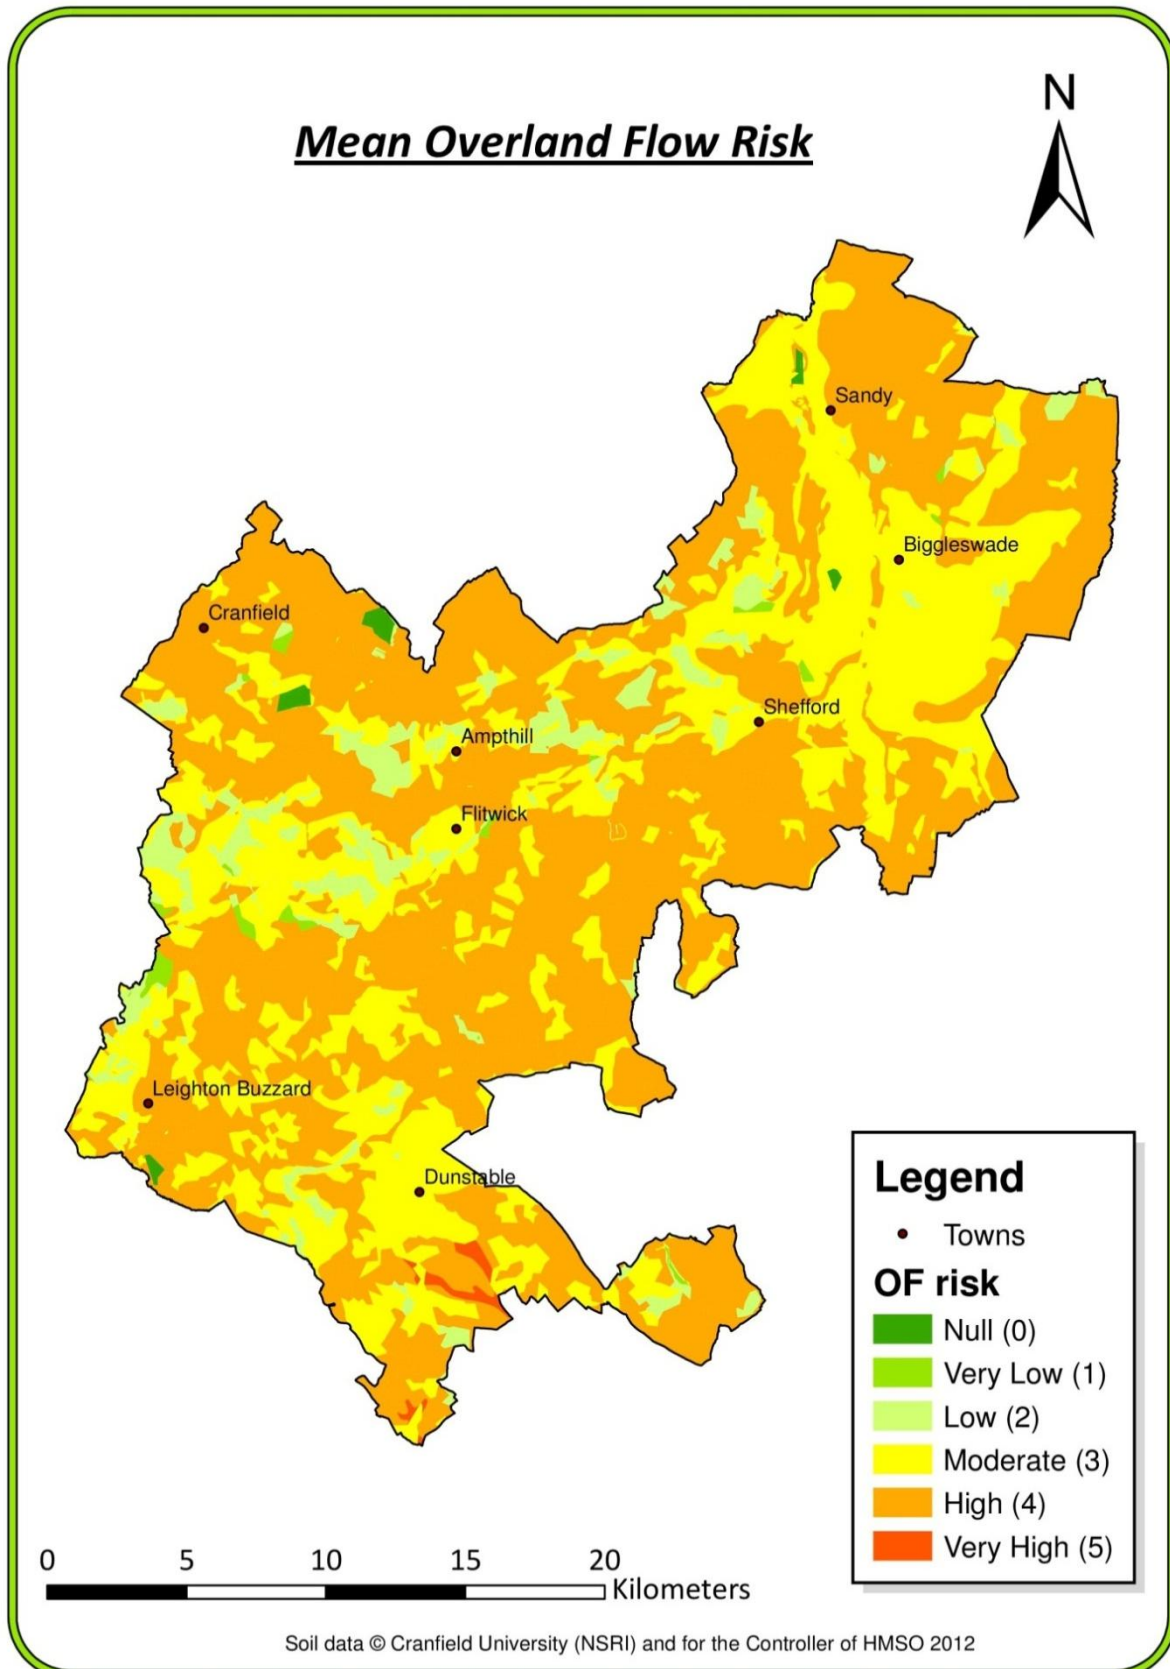 N
Mean Overland Flow Risk
Sandy
Biggleswade
Cranfield
Shefford
Ampthill
Flitwick
Leighton Buzzard
Dunstable
Legend
Towns
OF risk
Null (0)
Very Low (1)
Low (2)
Moderate (3)
High (4)
Very High (5)
0 5 10 15 20
Kilometers
Soil data © Cranfield University (NSRI) and for the Controller of HMSO 2012